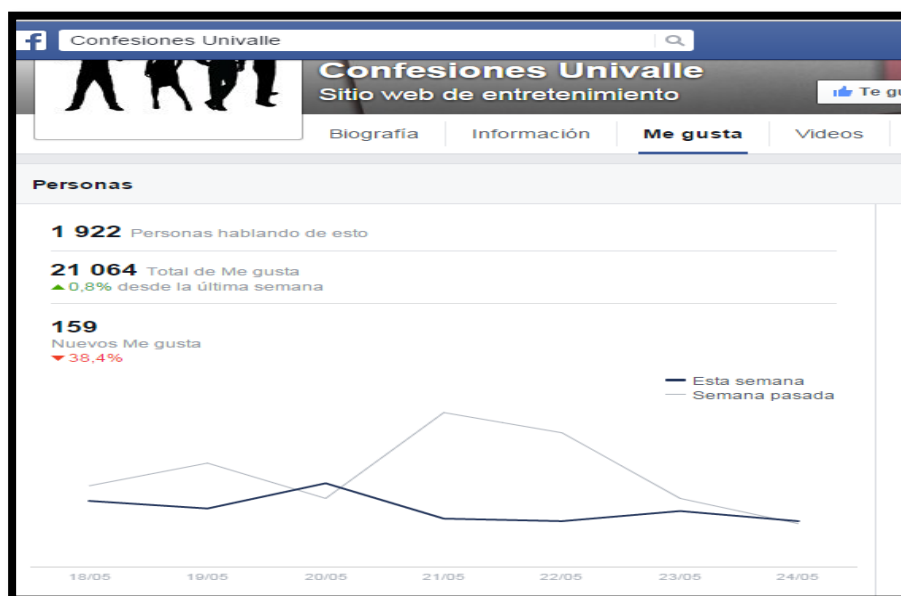 f Confesiones Univalle
Confesiones Univalle
Sitio web de entretenimiento
Te
Biografía Información Me gusta Videos
Personas
1 922 Personas hablando de esto
21 064 Total de Me gusta
0,8% desde la última semana
159
Nuevos Me gusta
38,4%
Esta semana
Semana pasada
18/05 19/05 20/05 21/05 22/05 23/05 24/05